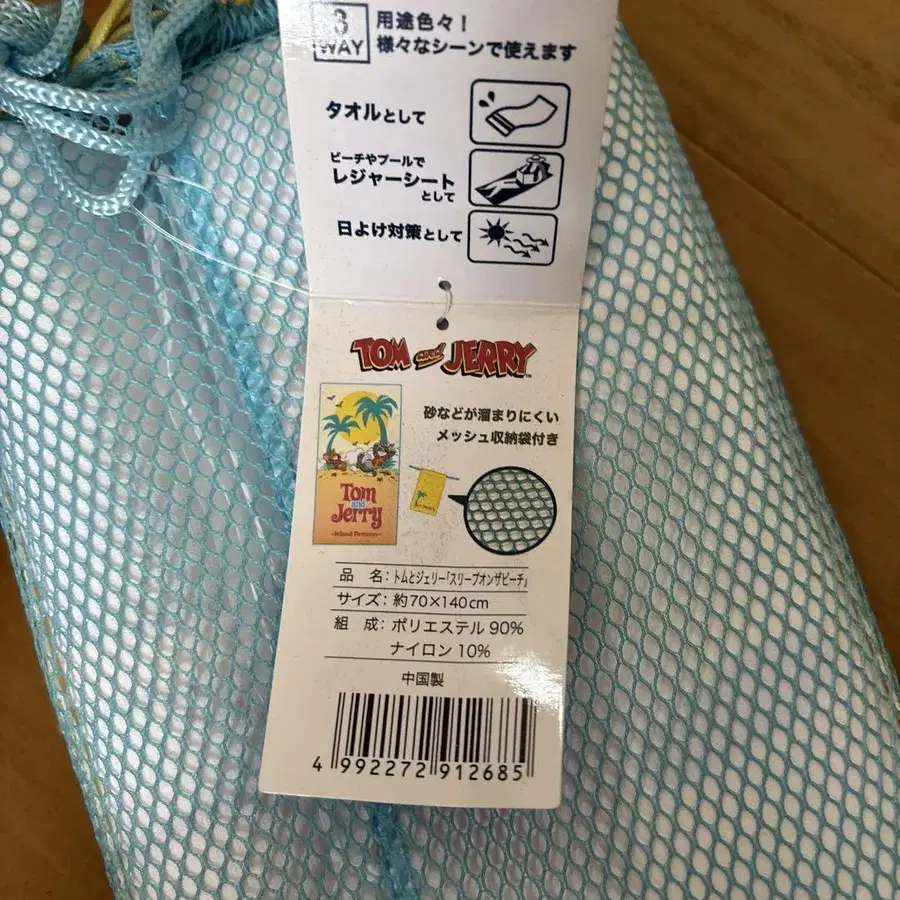 3
WAY
用途色々!
様々なシーンで使えます
タオルとして
ビーチやプールで
レジャーシート
として
日よけ対策として
TOM and JERRY
TM
砂などが溜まりにくい
メッシュ収納袋付き
Tom
and
Jerry
~Island Dreams~
品 名:トムとジェリー「スリープオンザビーチ」
サイズ:約70×140cm
組 成:ポリエステル 90%
ナイロン 10%
中国製
4 992272 912685